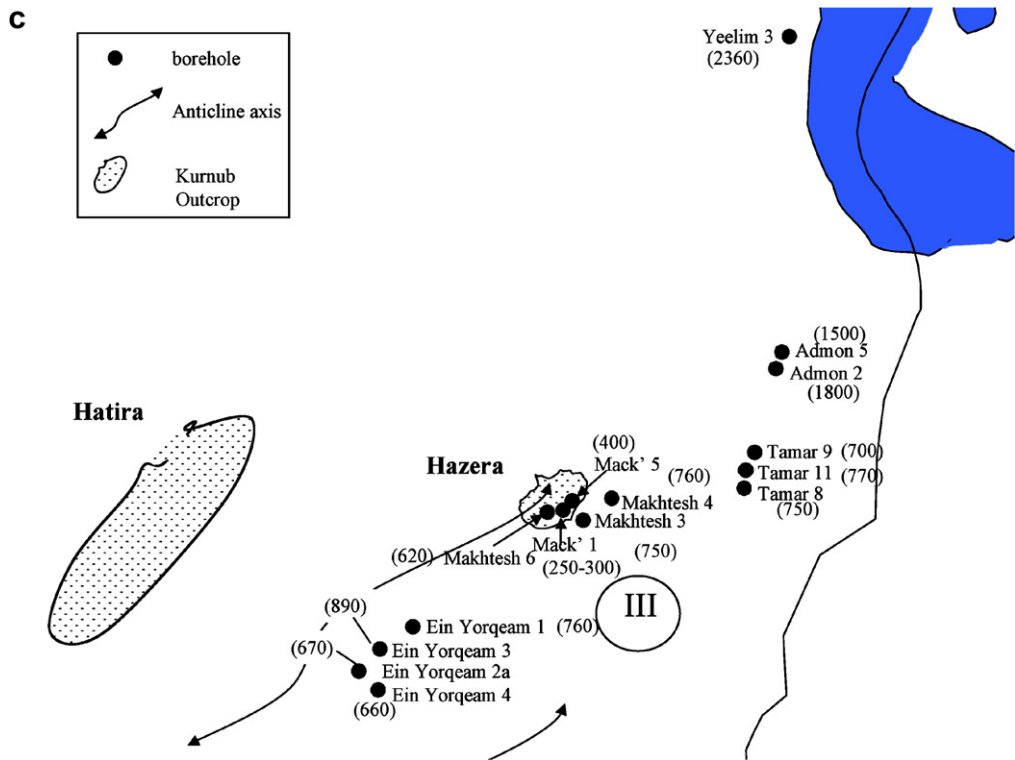 c
borehole
Anticline axis
Kurnub
Outcrop
Yeelim 3
(2360)
(1500)
Admon 5
Admon 2
(1800)
Hatira
Hazera
(400)
Mack' 5
(760)
Tamar 9 (700)
Tamar 11 (770)
Tamar 8
(750)
Makhtesh 4
Makhtesh 3
Mack' 1
(620) Makhtesh 6
(250-300)
(750)
III
(890)
Ein Yorqeam 1 (760)
(670)
Ein Yorqeam 3
Ein Yorqeam 2a
Ein Yorqeam 4
(660)